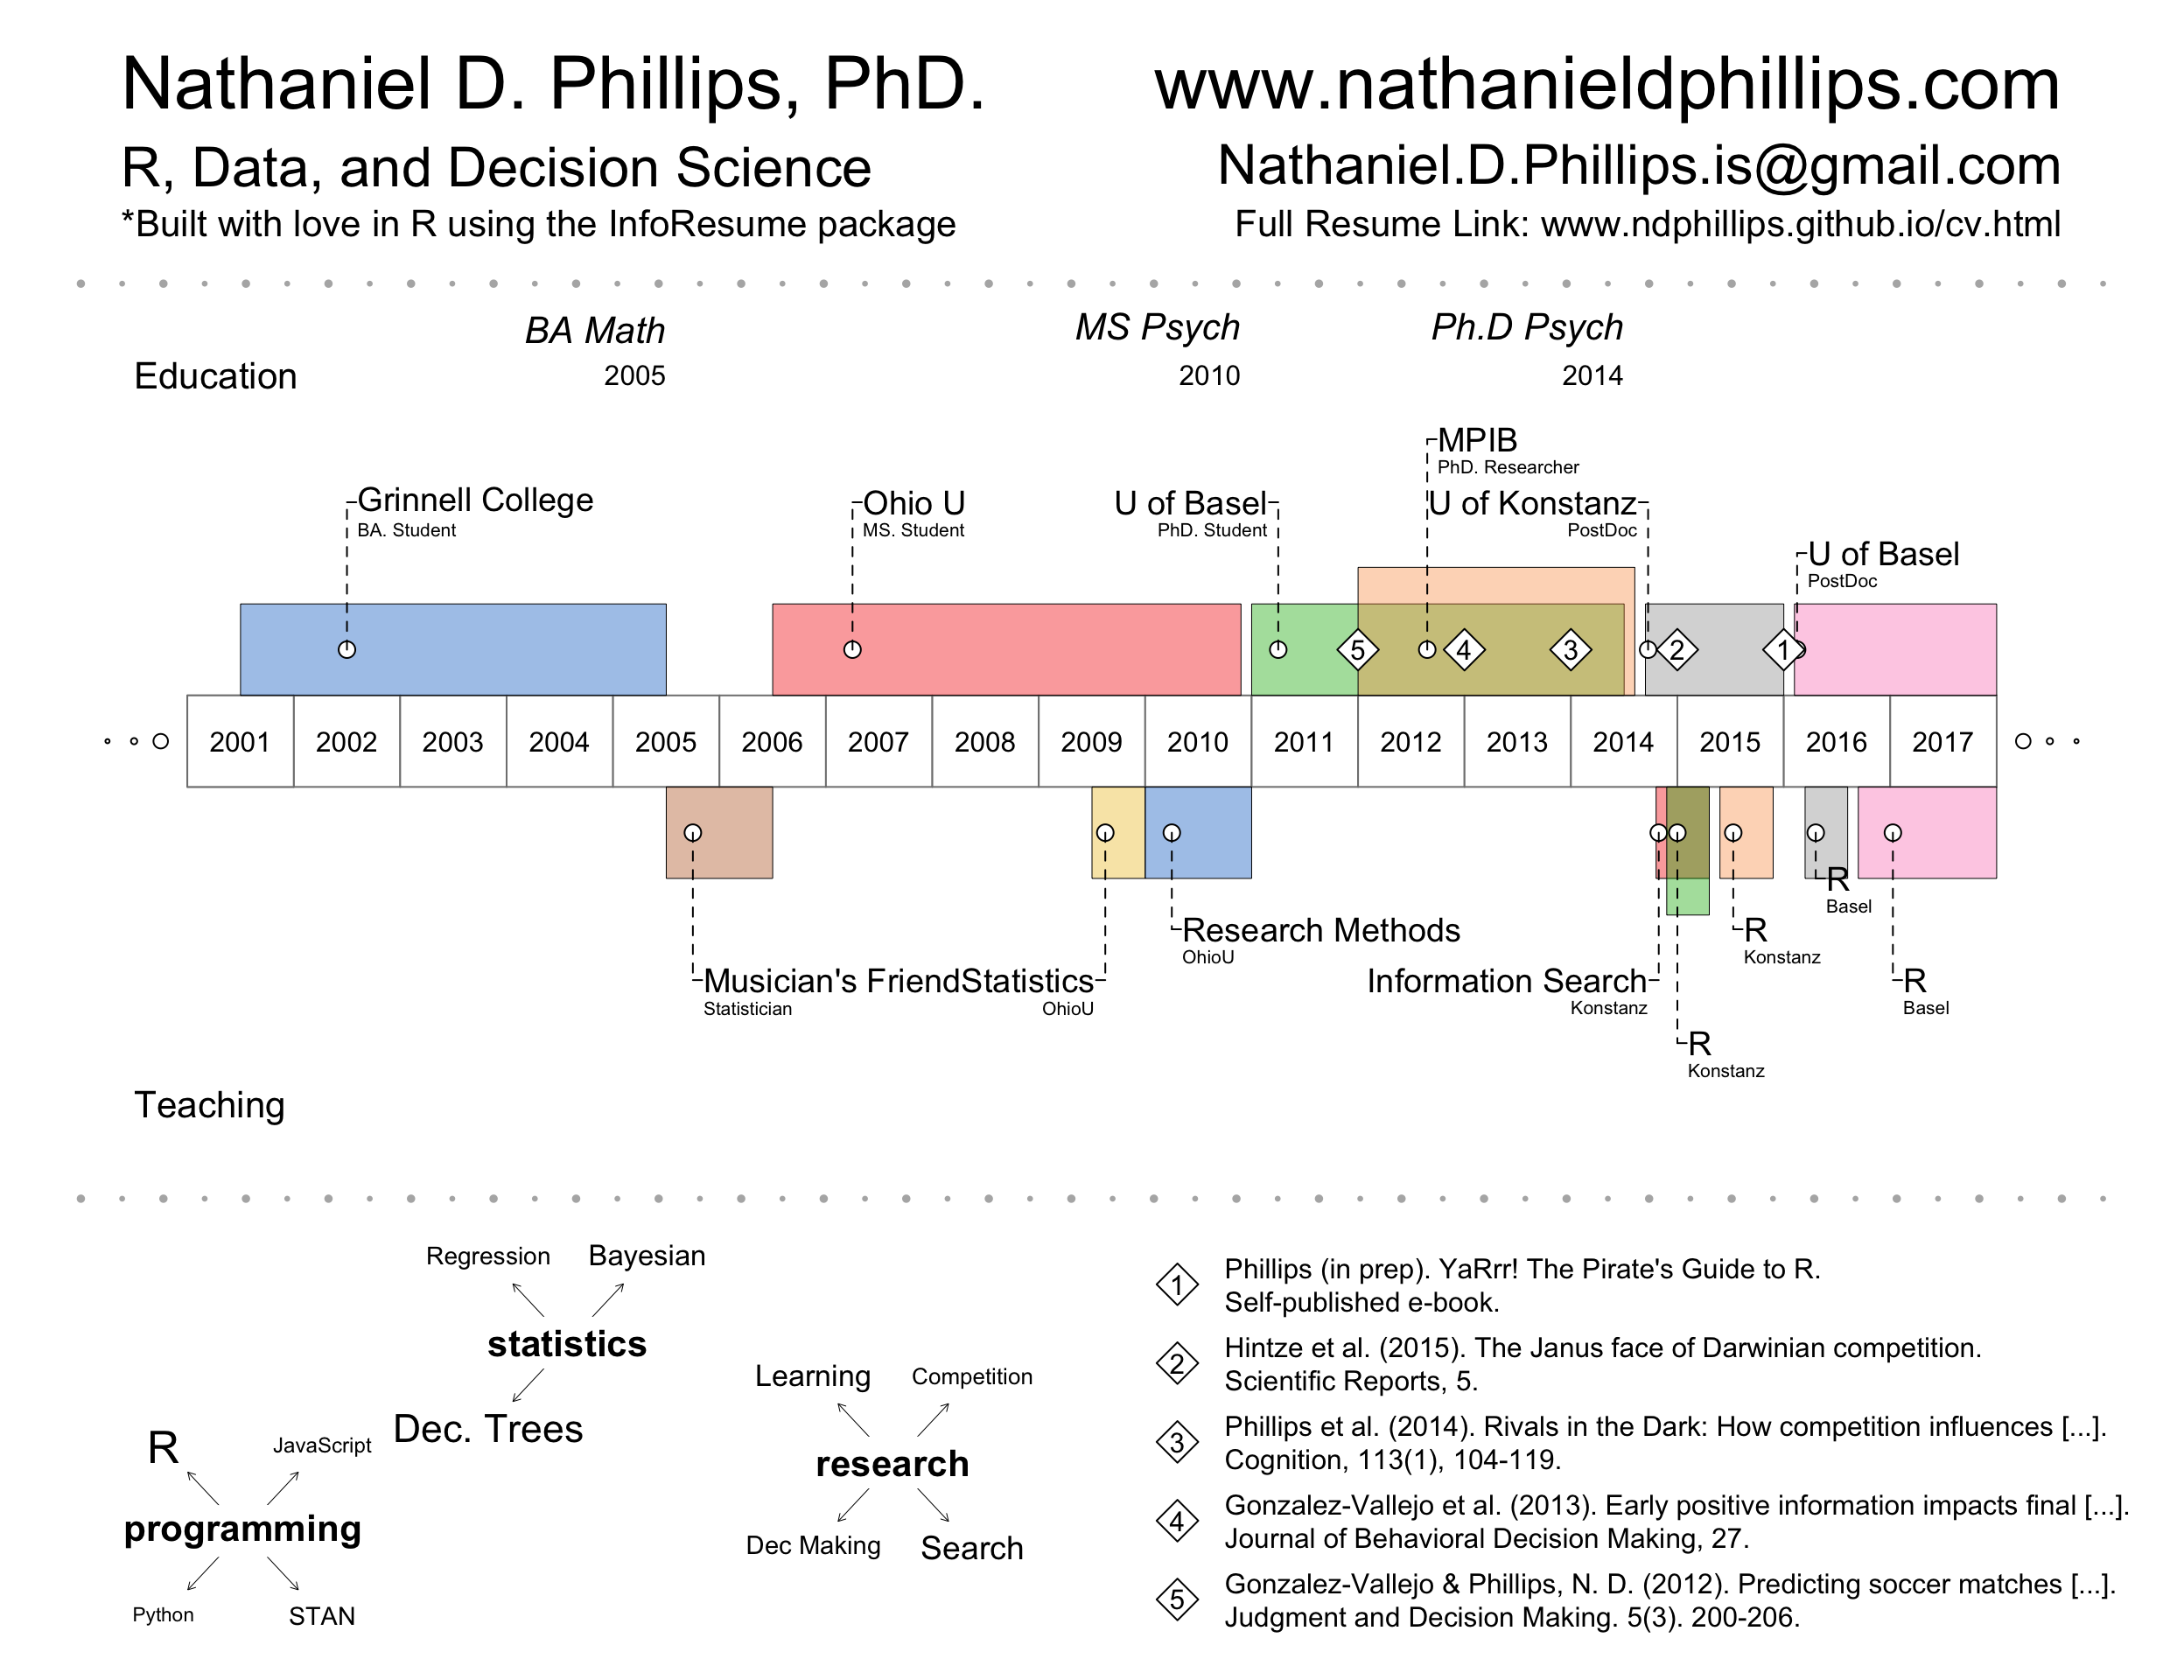 Nathaniel D. Phillips, PhD.
www.nathanieldphillips.com
R, Data, and Decision Science
Nathaniel.D.Phillips.is@gmail.com
*Built with love in R using the InfoResume package
Full Resume Link: www.ndphillips.github.io/cv.html
BA Math
MS Psych
Ph.D Psych
Education
2005
2010
2014
MPIB
PhD. Researcher
Grinnell College
BA. Student
Ohio U
MS. Student
U of Basel
PhD. Student
U of Konstanz
PostDoc
U of Basel
PostDoc
5
4
3
2
1
2001 2002 2003 2004 2005 2006 2007 2008 2009 2010 2011 2012 2013 2014 2015 2016 2017
R
Basel
Research Methods
OhioU
R
Konstanz
Musician's Friend
Statistician
Statistics
OhioU
Information Search
Konstanz
R
Basel
R
Konstanz
Teaching
Regression
Bayesian
statistics
Dec. Trees
Learning
Competition
research
Dec Making
Search
R
JavaScript
programming
Python
STAN
1 Phillips (in prep). YaRrr! The Pirate's Guide to R.
Self-published e-book.
2 Hintze et al. (2015). The Janus face of Darwinian competition.
Scientific Reports, 5.
3 Phillips et al. (2014). Rivals in the Dark: How competition influences [...].
Cognition, 113(1), 104-119.
4 Gonzalez-Vallejo et al. (2013). Early positive information impacts final [...].
Journal of Behavioral Decision Making, 27.
5 Gonzalez-Vallejo & Phillips, N. D. (2012). Predicting soccer matches [...].
Judgment and Decision Making. 5(3). 200-206.